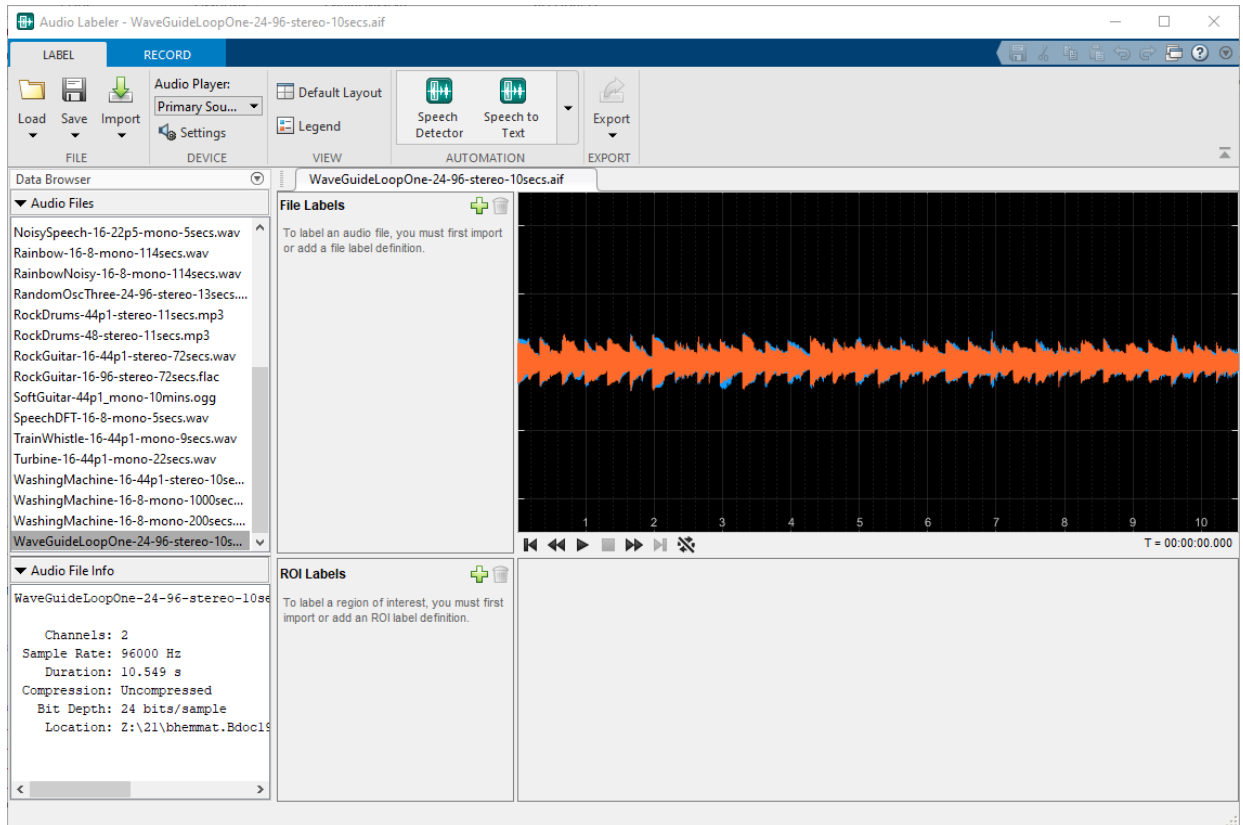 Audio Labeler - WaveGuideLoopOne-24-96-stereo-10secs.aif
LABEL RECORD
Load Save Import
Audio Player:
Primary Sou...
Settings
Default Layout
Legend
Speech Detector
Speech to Text
Export
FILE DEVICE VIEW AUTOMATION EXPORT
Data Browser
WaveGuideLoopOne-24-96-stereo-10secs.aif
Audio Files
NoisySpeech-16-22p5-mono-5secs.wav
Rainbow-16-8-mono-114secs.wav
RainbowNoisy-16-8-mono-114secs.wav
RandomOscThree-24-96-stereo-13secs....
RockDrums-44p1-stereo-11secs.mp3
RockDrums-48-stereo-11secs.mp3
RockGuitar-16-44p1-stereo-72secs.wav
RockGuitar-16-96-stereo-72secs.flac
SoftGuitar-44p1_mono-10mins.ogg
SpeechDFT-16-8-mono-5secs.wav
TrainWhistle-16-44p1-mono-9secs.wav
Turbine-16-44p1-mono-22secs.wav
WashingMachine-16-44p1-stereo-10se...
WashingMachine-16-8-mono-1000sec...
WashingMachine-16-8-mono-200secs....
WaveGuideLoopOne-24-96-stereo-10s...
Audio File Info
WaveGuideLoopOne-24-96-stereo-10se
Channels: 2
Sample Rate: 96000 Hz
Duration: 10.549 s
Compression: Uncompressed
Bit Depth: 24 bits/sample
Location: Z:\21\bhemmat.Bdoc19
File Labels
To label an audio file, you must first import
or add a file label definition.
1 2 3 4 5 6 7 8 9 10
T = 00:00:00.000
ROI Labels
To label a region of interest, you must first
import or add an ROI label definition.